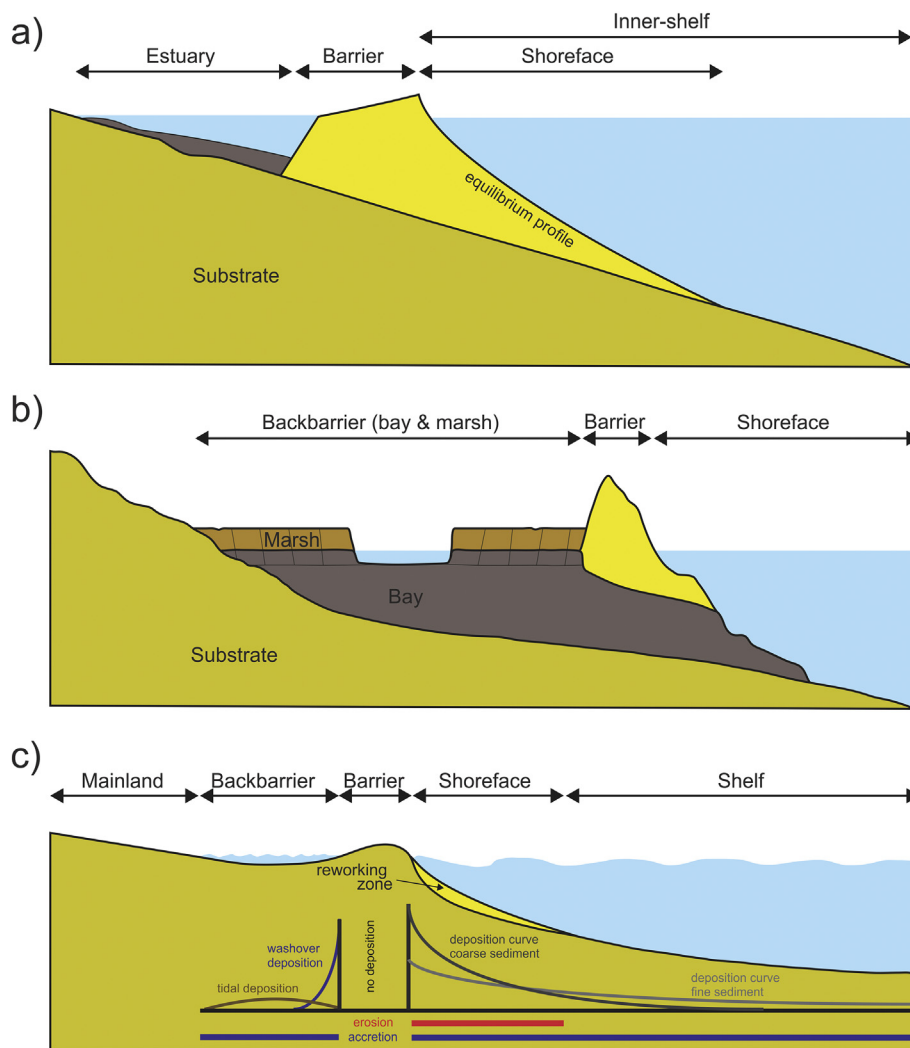 a)
Inner-shelf
Estuary Barrier Shoreface
equilibrium profile
Substrate
b)
Backbarrier (bay & marsh) Barrier Shoreface
Marsh
Bay
Substrate
c)
Mainland Backbarrier Barrier Shoreface Shelf
reworking
zone
no deposition
washover
deposition
deposition curve
coarse sediment
tidal deposition
deposition curve
fine sediment
erosion
accretion